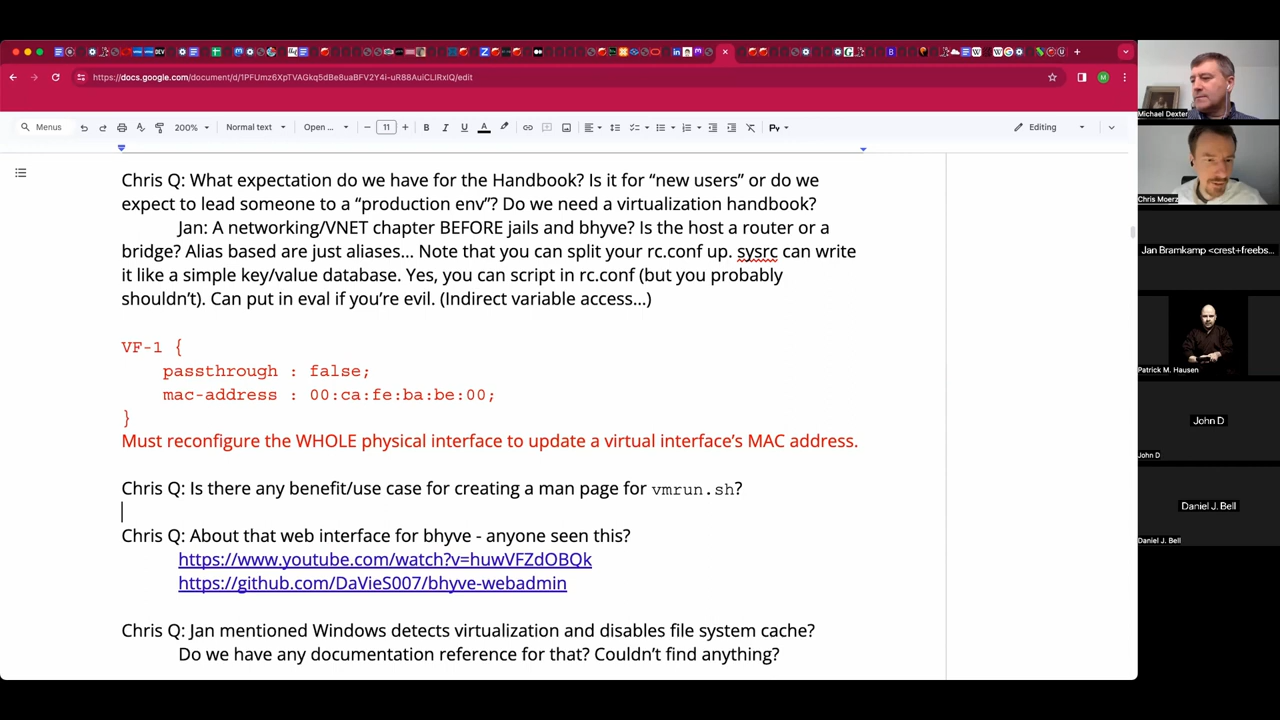 https://docs.google.com/document/d/1PFUmz6XpTVAGkq5dBe8uaBFV2Y4i-uR88AuiCLlRxIQ/edit
M
Menus
200%
Normal text
Open ...
11
Editing
Chris Q: What expectation do we have for the Handbook? Is it for “new users” or do we
expect to lead someone to a “production env”? Do we need a virtualization handbook?
Jan: A networking/VNET chapter BEFORE jails and bhyve? Is the host a router or a
bridge? Alias based are just aliases… Note that you can split your rc.conf up. sysrc can write
it like a simple key/value database. Yes, you can script in rc.conf (but you probably
shouldn’t). Can put in eval if you’re evil. (Indirect variable access…)
VF-1 {
passthrough : false;
mac-address : 00:ca:fe:ba:be:00;
}
Must reconfigure the WHOLE physical interface to update a virtual interface’s MAC address.
Chris Q: Is there any benefit/use case for creating a man page for vmrun.sh?
Chris Q: About that web interface for bhyve - anyone seen this?
https://www.youtube.com/watch?v=huwVFZdOBQk
https://github.com/DaVieS007/bhyve-webadmin
Chris Q: Jan mentioned Windows detects virtualization and disables file system cache?
Do we have any documentation reference for that? Couldn’t find anything?
Michael Dexter
Chris Moerz
Jan Bramkamp <crest+freebs...
Patrick M. Hausen
John D
John D
Daniel J. Bell
Daniel J. Bell